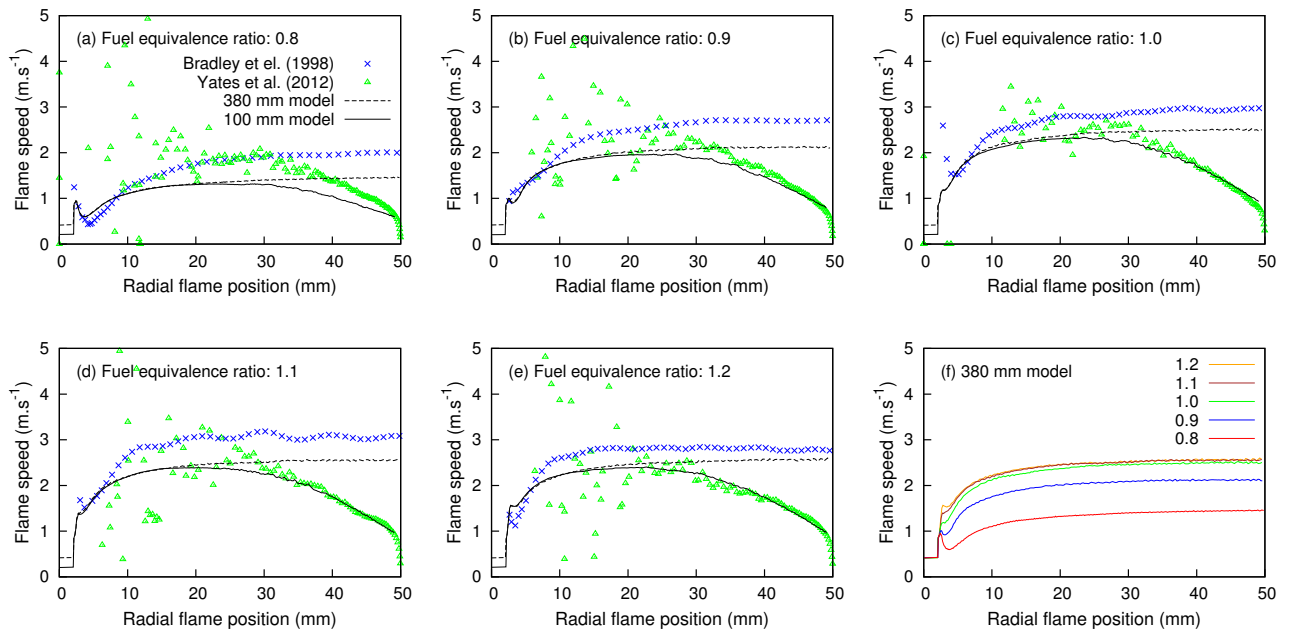 (a) Fuel equivalence ratio: 0.8
Bradley et el. (1998)
Yates et al. (2012)
380 mm model
100 mm model
Flame speed (m.s-1)
5
4
3
2
1
0
0 10 20 30 40 50
Radial flame position (mm)
(b) Fuel equivalence ratio: 0.9
Flame speed (m.s-1)
5
4
3
2
1
0
0 10 20 30 40 50
Radial flame position (mm)
(c) Fuel equivalence ratio: 1.0
Flame speed (m.s-1)
5
4
3
2
1
0
0 10 20 30 40 50
Radial flame position (mm)
(d) Fuel equivalence ratio: 1.1
Flame speed (m.s-1)
5
4
3
2
1
0
0 10 20 30 40 50
Radial flame position (mm)
(e) Fuel equivalence ratio: 1.2
Flame speed (m.s-1)
5
4
3
2
1
0
0 10 20 30 40 50
Radial flame position (mm)
(f) 380 mm model
1.2
1.1
1.0
0.9
0.8
Flame speed (m.s-1)
5
4
3
2
1
0
0 10 20 30 40 50
Radial flame position (mm)